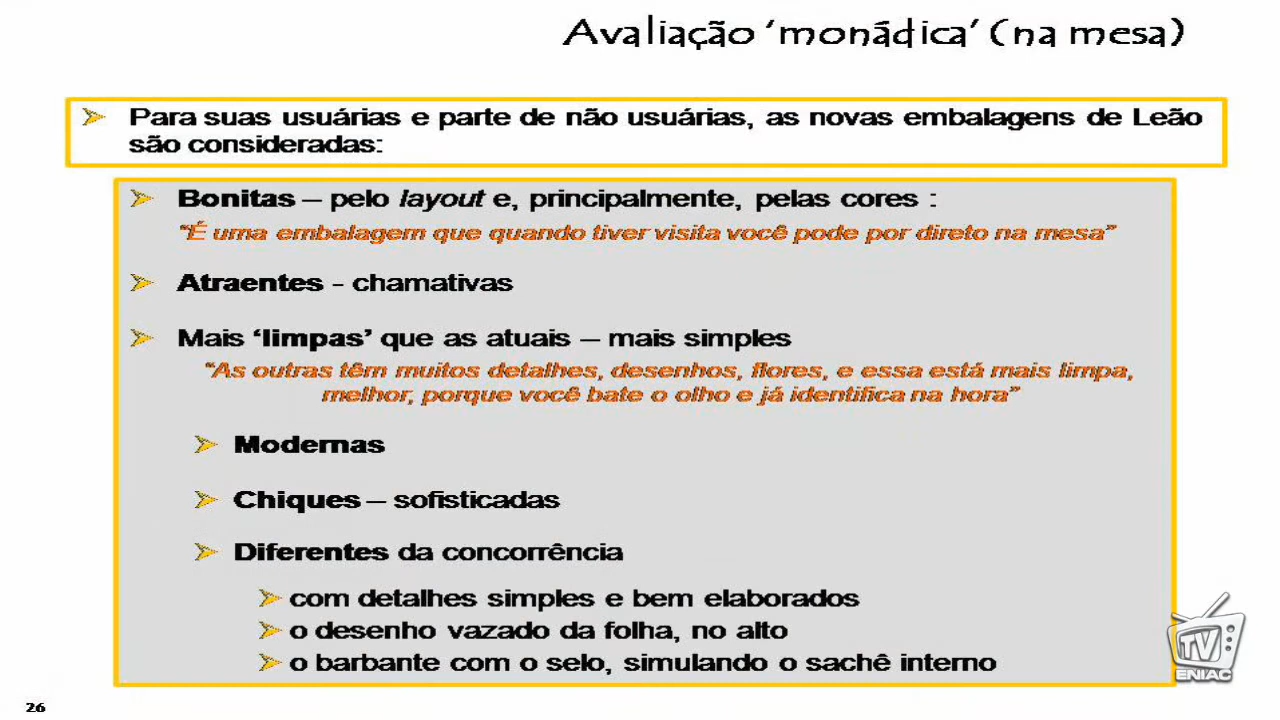 Avaliação ‘monádica’ (na mesa)
Para suas usuárias e parte de não usuárias, as novas embalagens de Leão
são consideradas:
Bonitas – pelo layout e, principalmente, pelas cores :
“É uma embalagem que quando tiver visita você pode por direto na mesa”
Atraentes - chamativas
Mais ‘limpas’ que as atuais – mais simples
“As outras têm muitos detalhes, desenhos, flores, e essa está mais limpa,
melhor, porque você bate o olho e já identifica na hora”
Modernas
Chiques – sofisticadas
Diferentes da concorrência
com detalhes simples e bem elaborados
o desenho vazado da folha, no alto
o barbante com o selo, simulando o sachê interno
TV
ENIAC
26